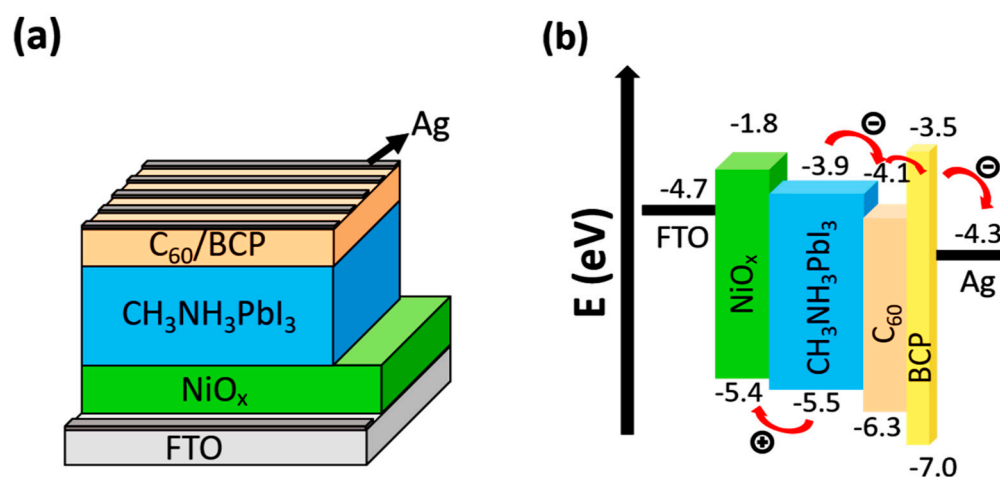 (a)
Ag
C₆₀/BCP
CH₃NH₃PbI₃
NiOₓ
FTO
(b)
E (eV)
-1.8
-3.9
⊖
-4.1
-3.5
⊖
-4.7
FTO
-4.3
Ag
NiOₓ
CH₃NH₃PbI₃
C₆₀
BCP
-5.4
-5.5
⊕
-6.3
-7.0